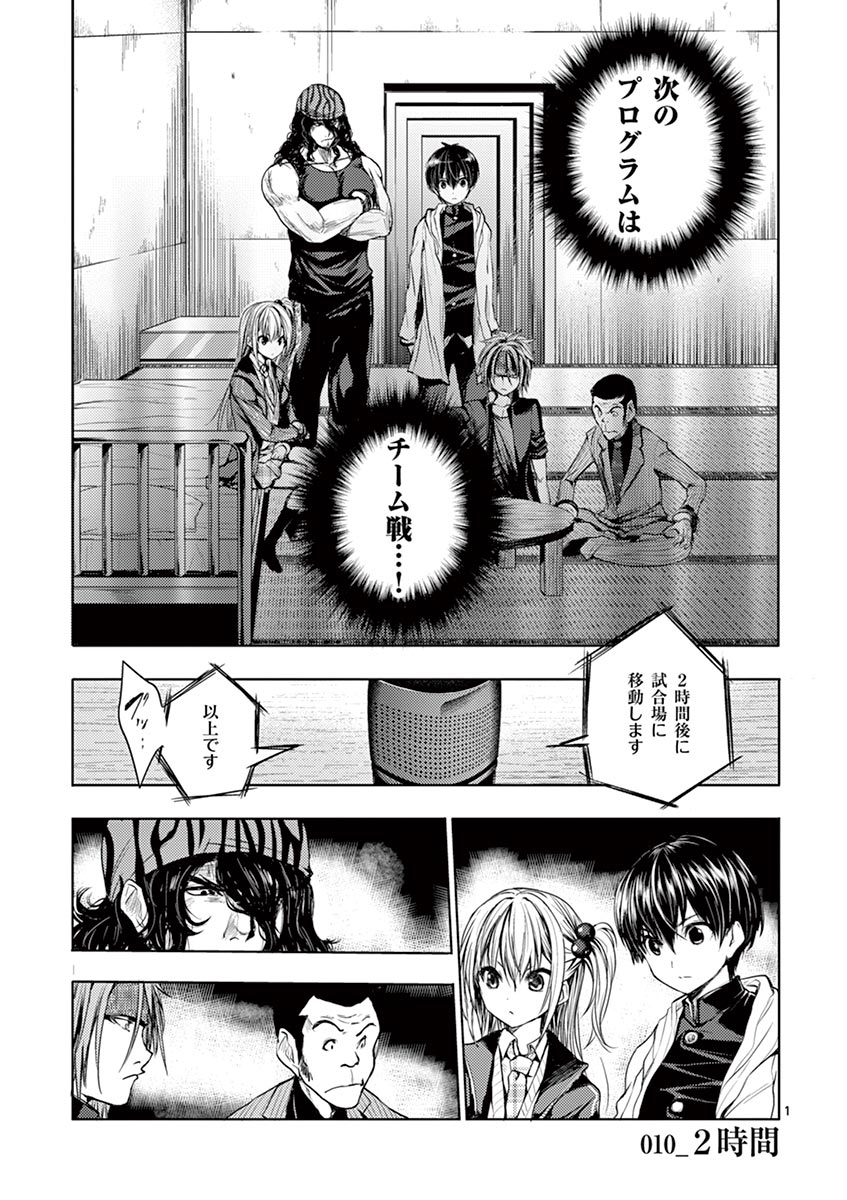 次の
プログラムは
チーム戦…!
2時間後に
試合場に
移動します
以上です
ブッ…
1
010_2時間